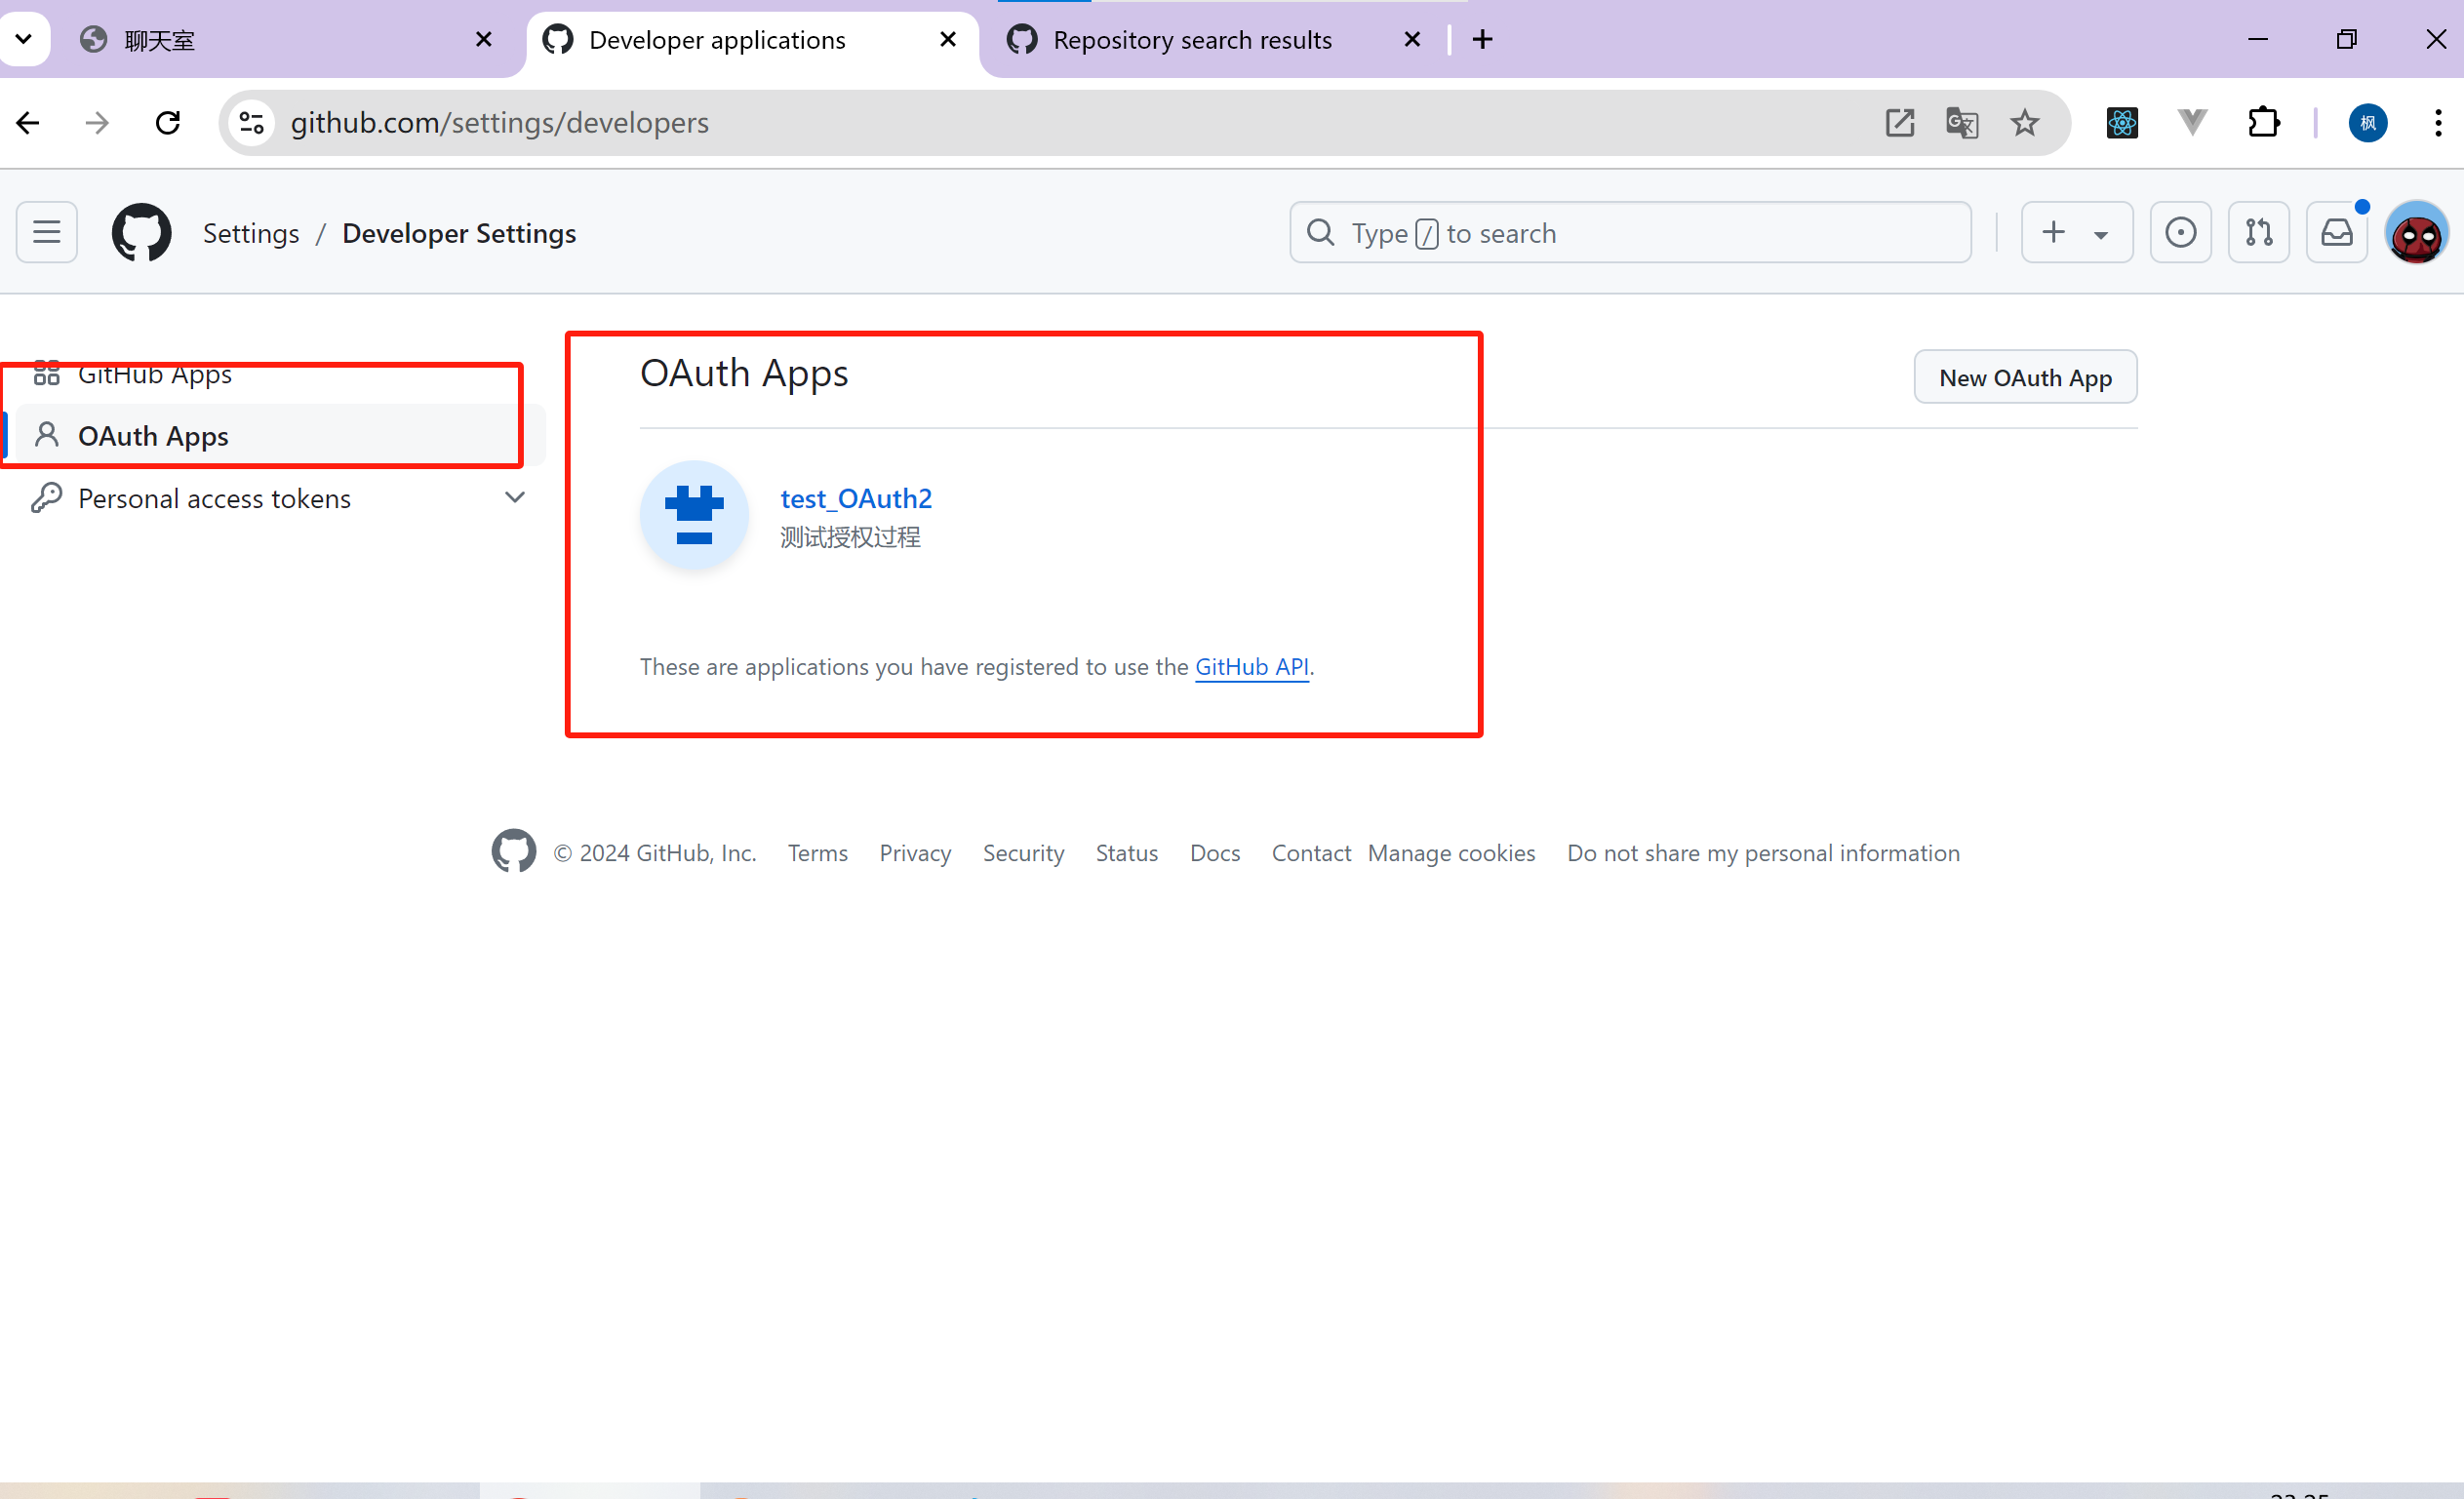 聊天室
Developer applications
Repository search results
github.com/settings/developers
枫
Settings / Developer Settings
Type / to search
GitHub Apps
OAuth Apps
Personal access tokens
OAuth Apps
New OAuth App
test_OAuth2
测试授权过程
These are applications you have registered to use the GitHub API.
© 2024 GitHub, Inc. Terms Privacy Security Status Docs Contact Manage cookies Do not share my personal information